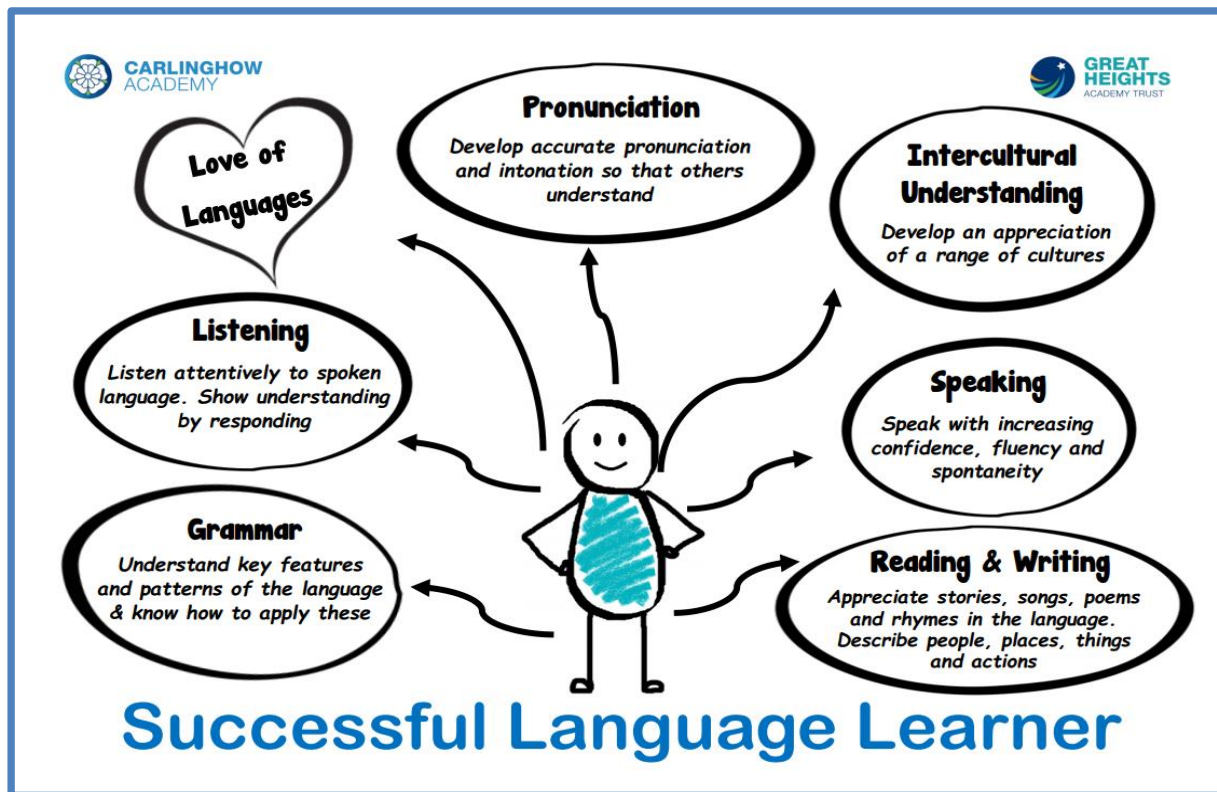 CARLINGHOW
ACADEMY
GREAT
HEIGHTS
ACADEMY TRUST
Love of
Languages
Pronunciation
Develop accurate pronunciation
and intonation so that others
understand
Intercultural
Understanding
Develop an appreciation
of a range of cultures
Listening
Listen attentively to spoken
language. Show understanding
by responding
Speaking
Speak with increasing
confidence, fluency and
spontaneity
Grammar
Understand key features
and patterns of the language
& know how to apply these
Reading & Writing
Appreciate stories, songs, poems
and rhymes in the language.
Describe people, places, things
and actions
Successful Language Learner